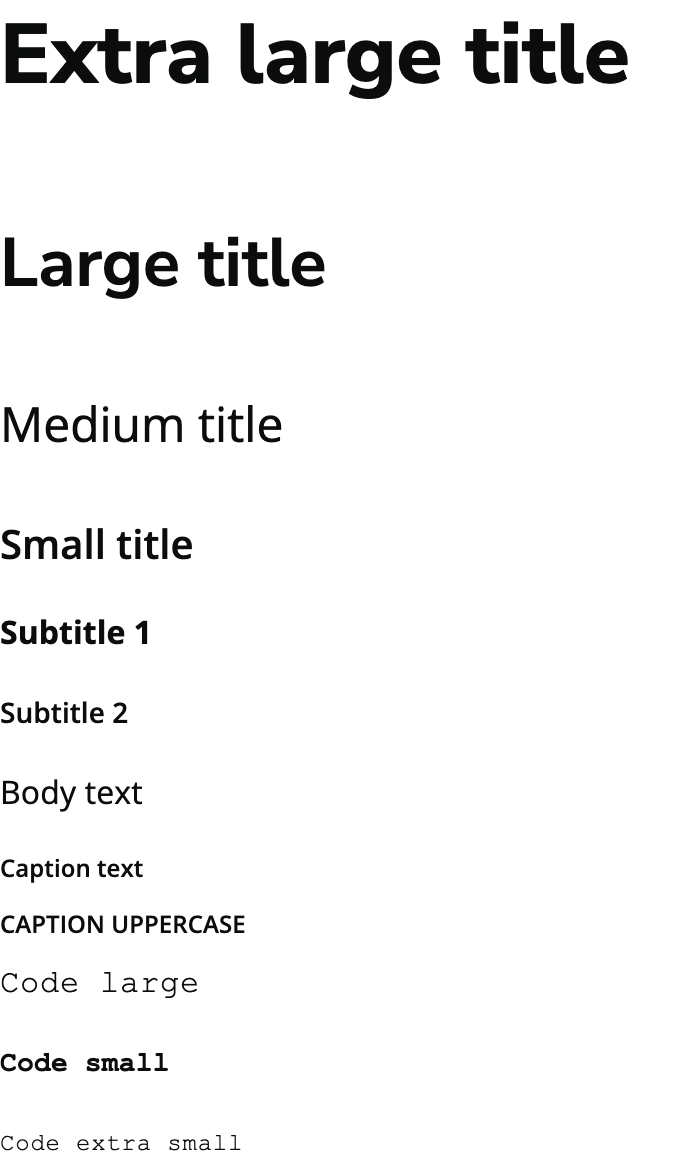 Extra large title
Large title
Medium title
Small title
Subtitle 1
Subtitle 2
Body text
Caption text
CAPTION UPPERCASE
Code large
Code small
Code extra small